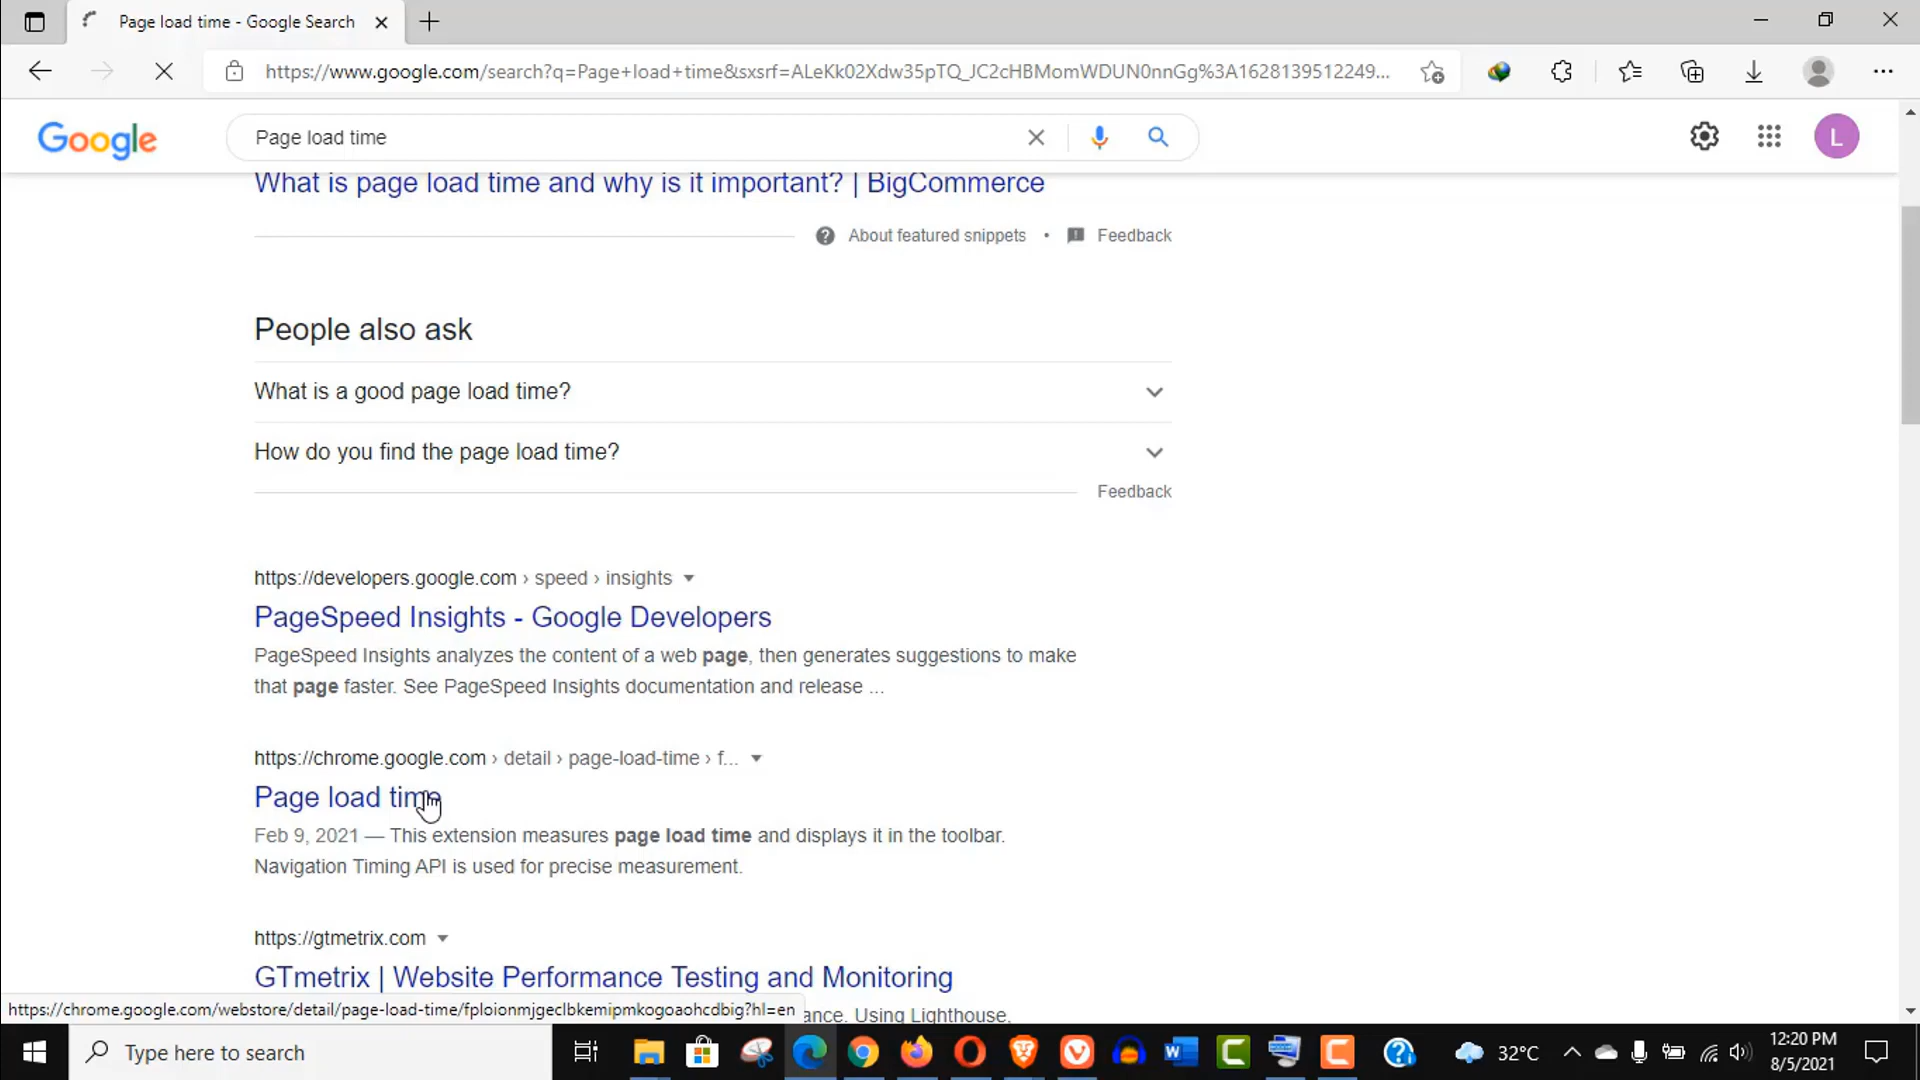 Page load time - Google Search
https://www.google.com/search?q=Page+load+time&sxsrf=ALeKk02Xdw35pTQ_JC2cHBMomWDUN0nnGg%3A1628139512249...
Google
Page load time
L
What is page load time and why is it important? | BigCommerce
About featured snippets • Feedback
People also ask
What is a good page load time?
How do you find the page load time?
Feedback
https://developers.google.com › speed › insights
PageSpeed Insights - Google Developers
PageSpeed Insights analyzes the content of a web page, then generates suggestions to make
that page faster. See PageSpeed Insights documentation and release ...
https://chrome.google.com › detail › page-load-time › f...
Page load time
Feb 9, 2021 — This extension measures page load time and displays it in the toolbar.
Navigation Timing API is used for precise measurement.
https://gtmetrix.com
GTmetrix | Website Performance Testing and Monitoring
https://chrome.google.com/webstore/detail/page-load-time/fploionmjgeclbkemipmkogoaohcdbig?hl=en
ance. Using Lighthouse,
Type here to search
32°C
12:20 PM
8/5/2021